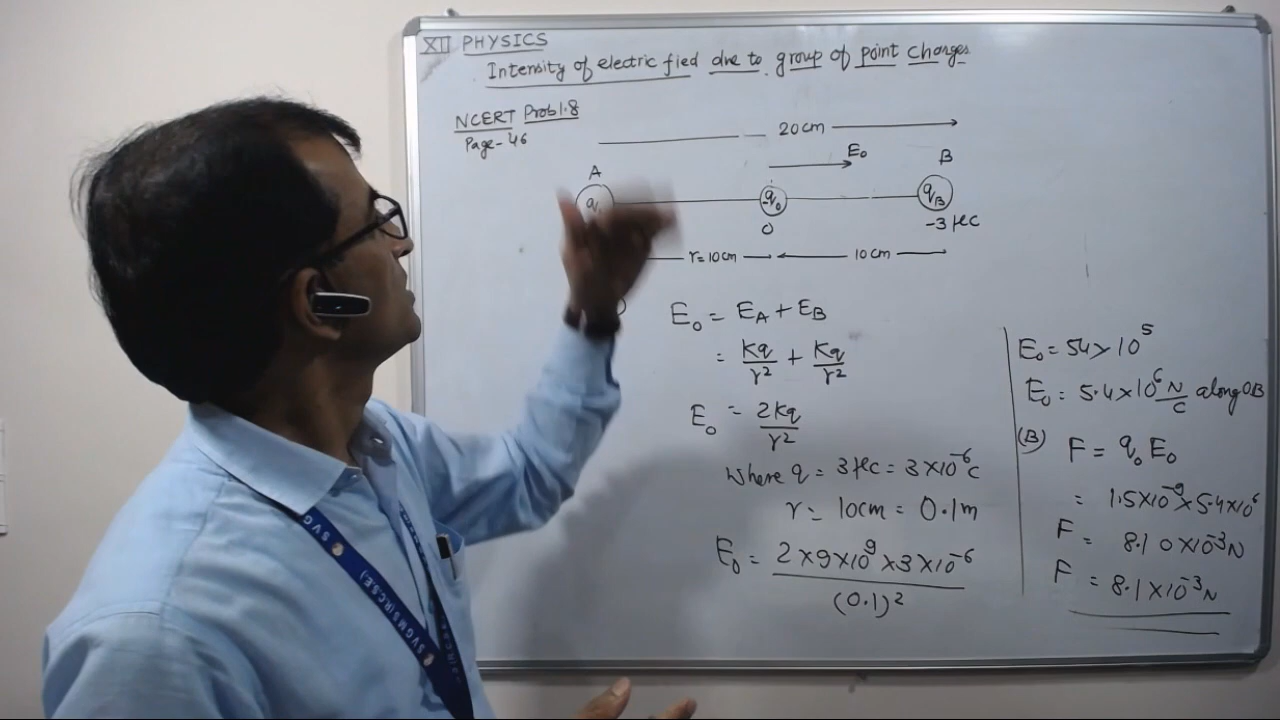 XII PHYSICS
Intensity of electric fied due to group of point charges
NCERT Prob 1.8
Page-46
20cm
E₀
A
B
q
q₀
qB
O
-3 μC
r=10cm
10cm
E₀ = EA + EB
= Kq/r² + Kq/r²
E₀ = 2Kq/r²
Where q = 3μC = 3×10⁻⁶C
r = 10cm = 0.1m
E₀ = 2×9×10⁹×3×10⁻⁶/(0.1)²
E₀ = 54×10⁵
E₀ = 5.4×10⁶ N/C along OB
(B) F = q₀E₀
= 1.5×10⁻⁹×5.4×10⁶
F = 8.10×10⁻³N
F = 8.1×10⁻³N
SVG
SVGMS(RCSE)